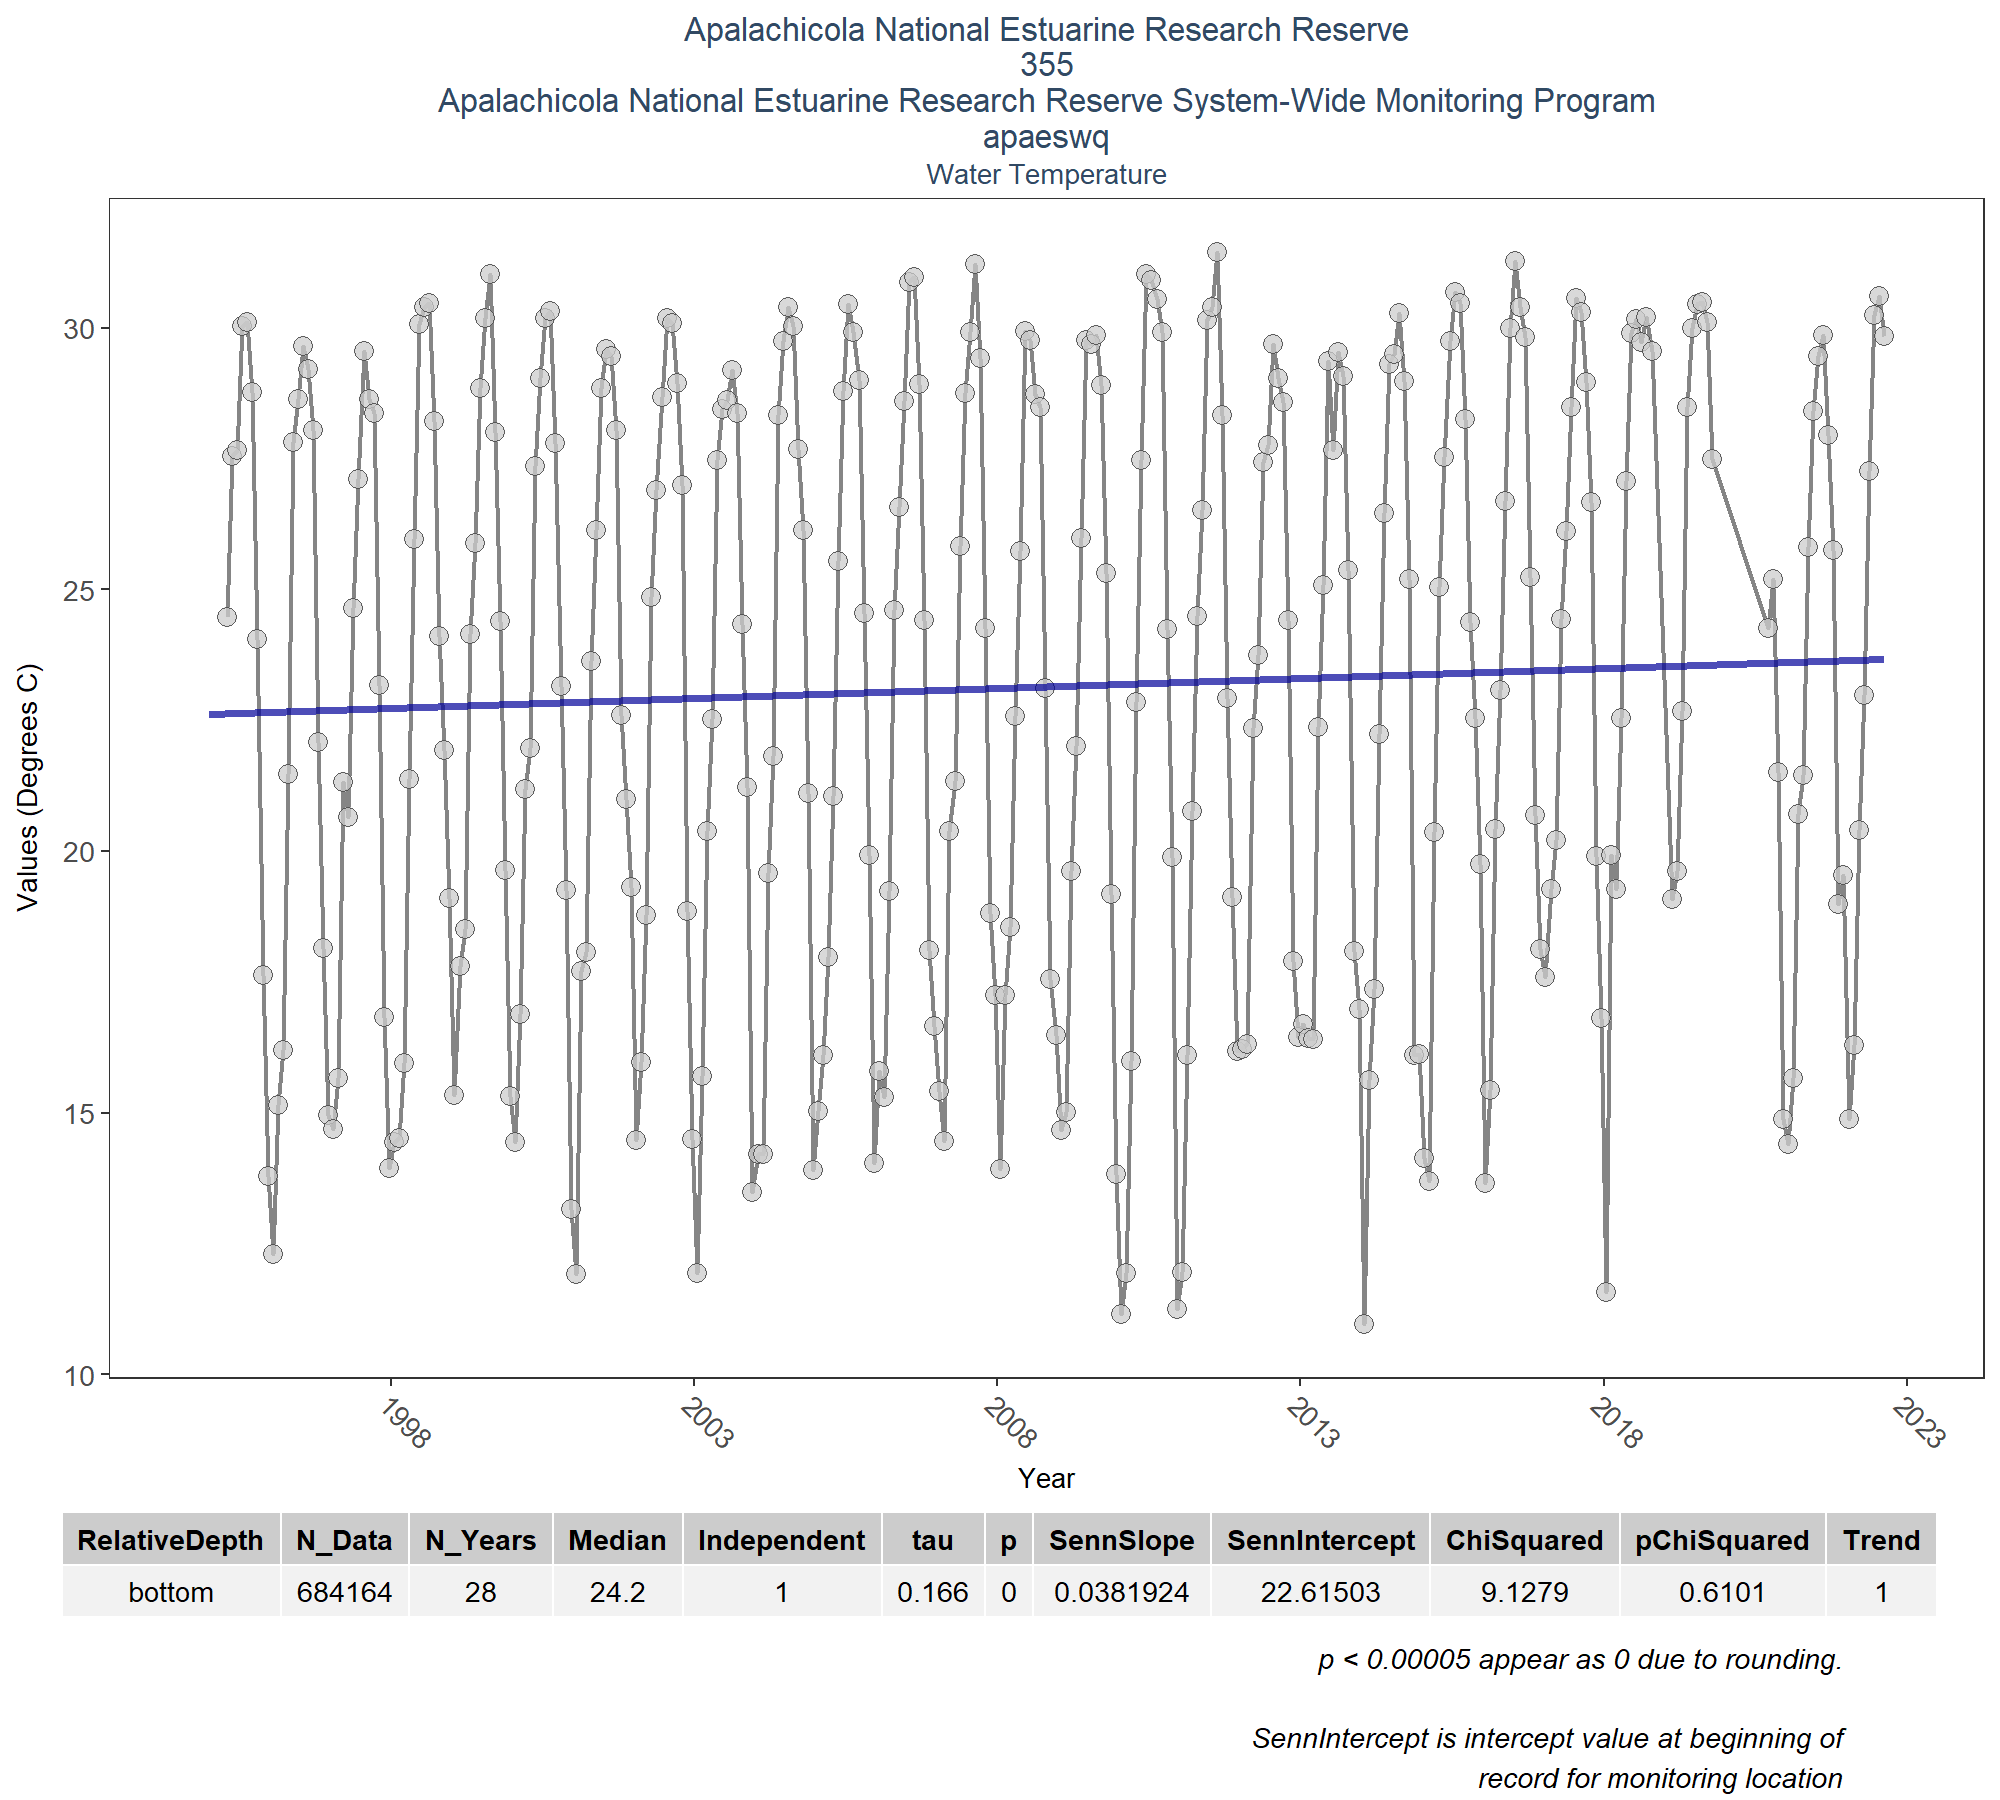 Apalachicola National Estuarine Research Reserve
355
Apalachicola National Estuarine Research Reserve System-Wide Monitoring Program
apaeswq
Water Temperature
Values (Degrees C)
30
25
20
15
10
1998 2003 2008 2013 2018 2023
Year
RelativeDepth N_Data N_Years Median Independent tau p SennSlope SennIntercept ChiSquared pChiSquared Trend
bottom 684164 28 24.2 1 0.166 0 0.0381924 22.61503 9.1279 0.6101 1
p < 0.00005 appear as 0 due to rounding.
SennIntercept is intercept value at beginning of
record for monitoring location